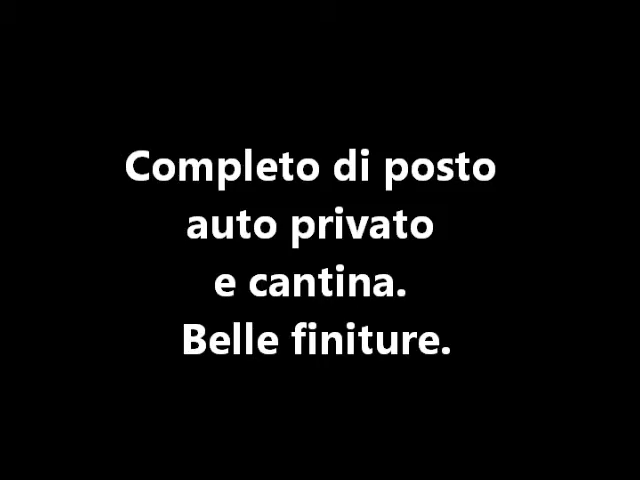 Completo di posto
auto privato
e cantina.
Belle finiture.